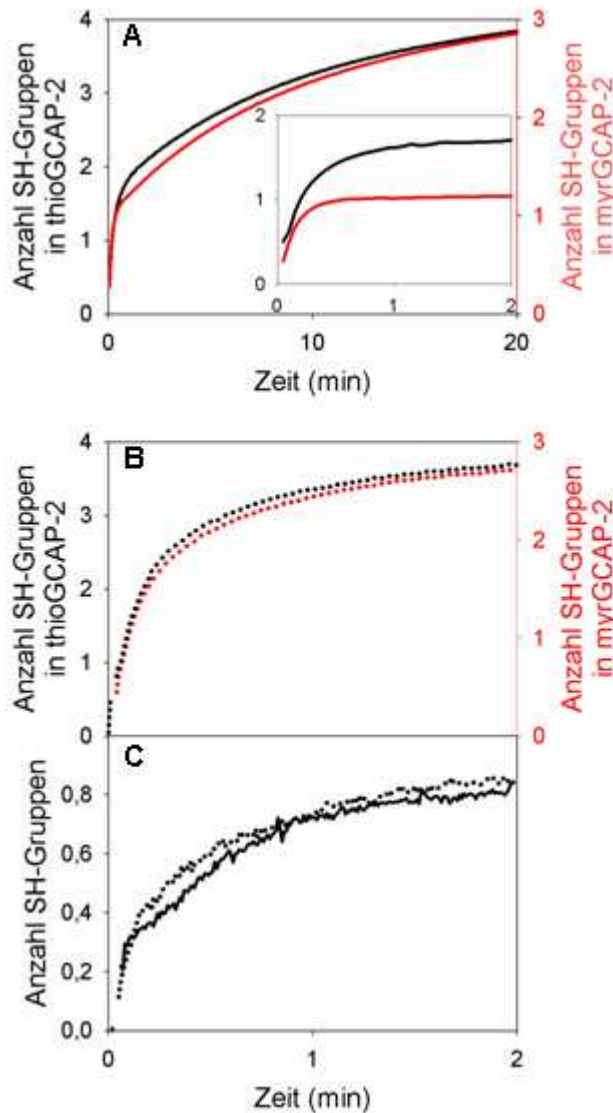 A
4
3
2
1
0
Anzahl SH-Gruppen
in thioGCAP-2
3
2
1
0
Anzahl SH-Gruppen
in myrGCAP-2
2
1
0
0
1
2
0
10
20
Zeit (min)
B
4
3
2
1
0
Anzahl SH-Gruppen
in thioGCAP-2
3
2
1
0
Anzahl SH-Gruppen
in myrGCAP-2
C
0,8
0,6
0,4
0,2
0,0
Anzahl SH-Gruppen
0
1
2
Zeit (min)